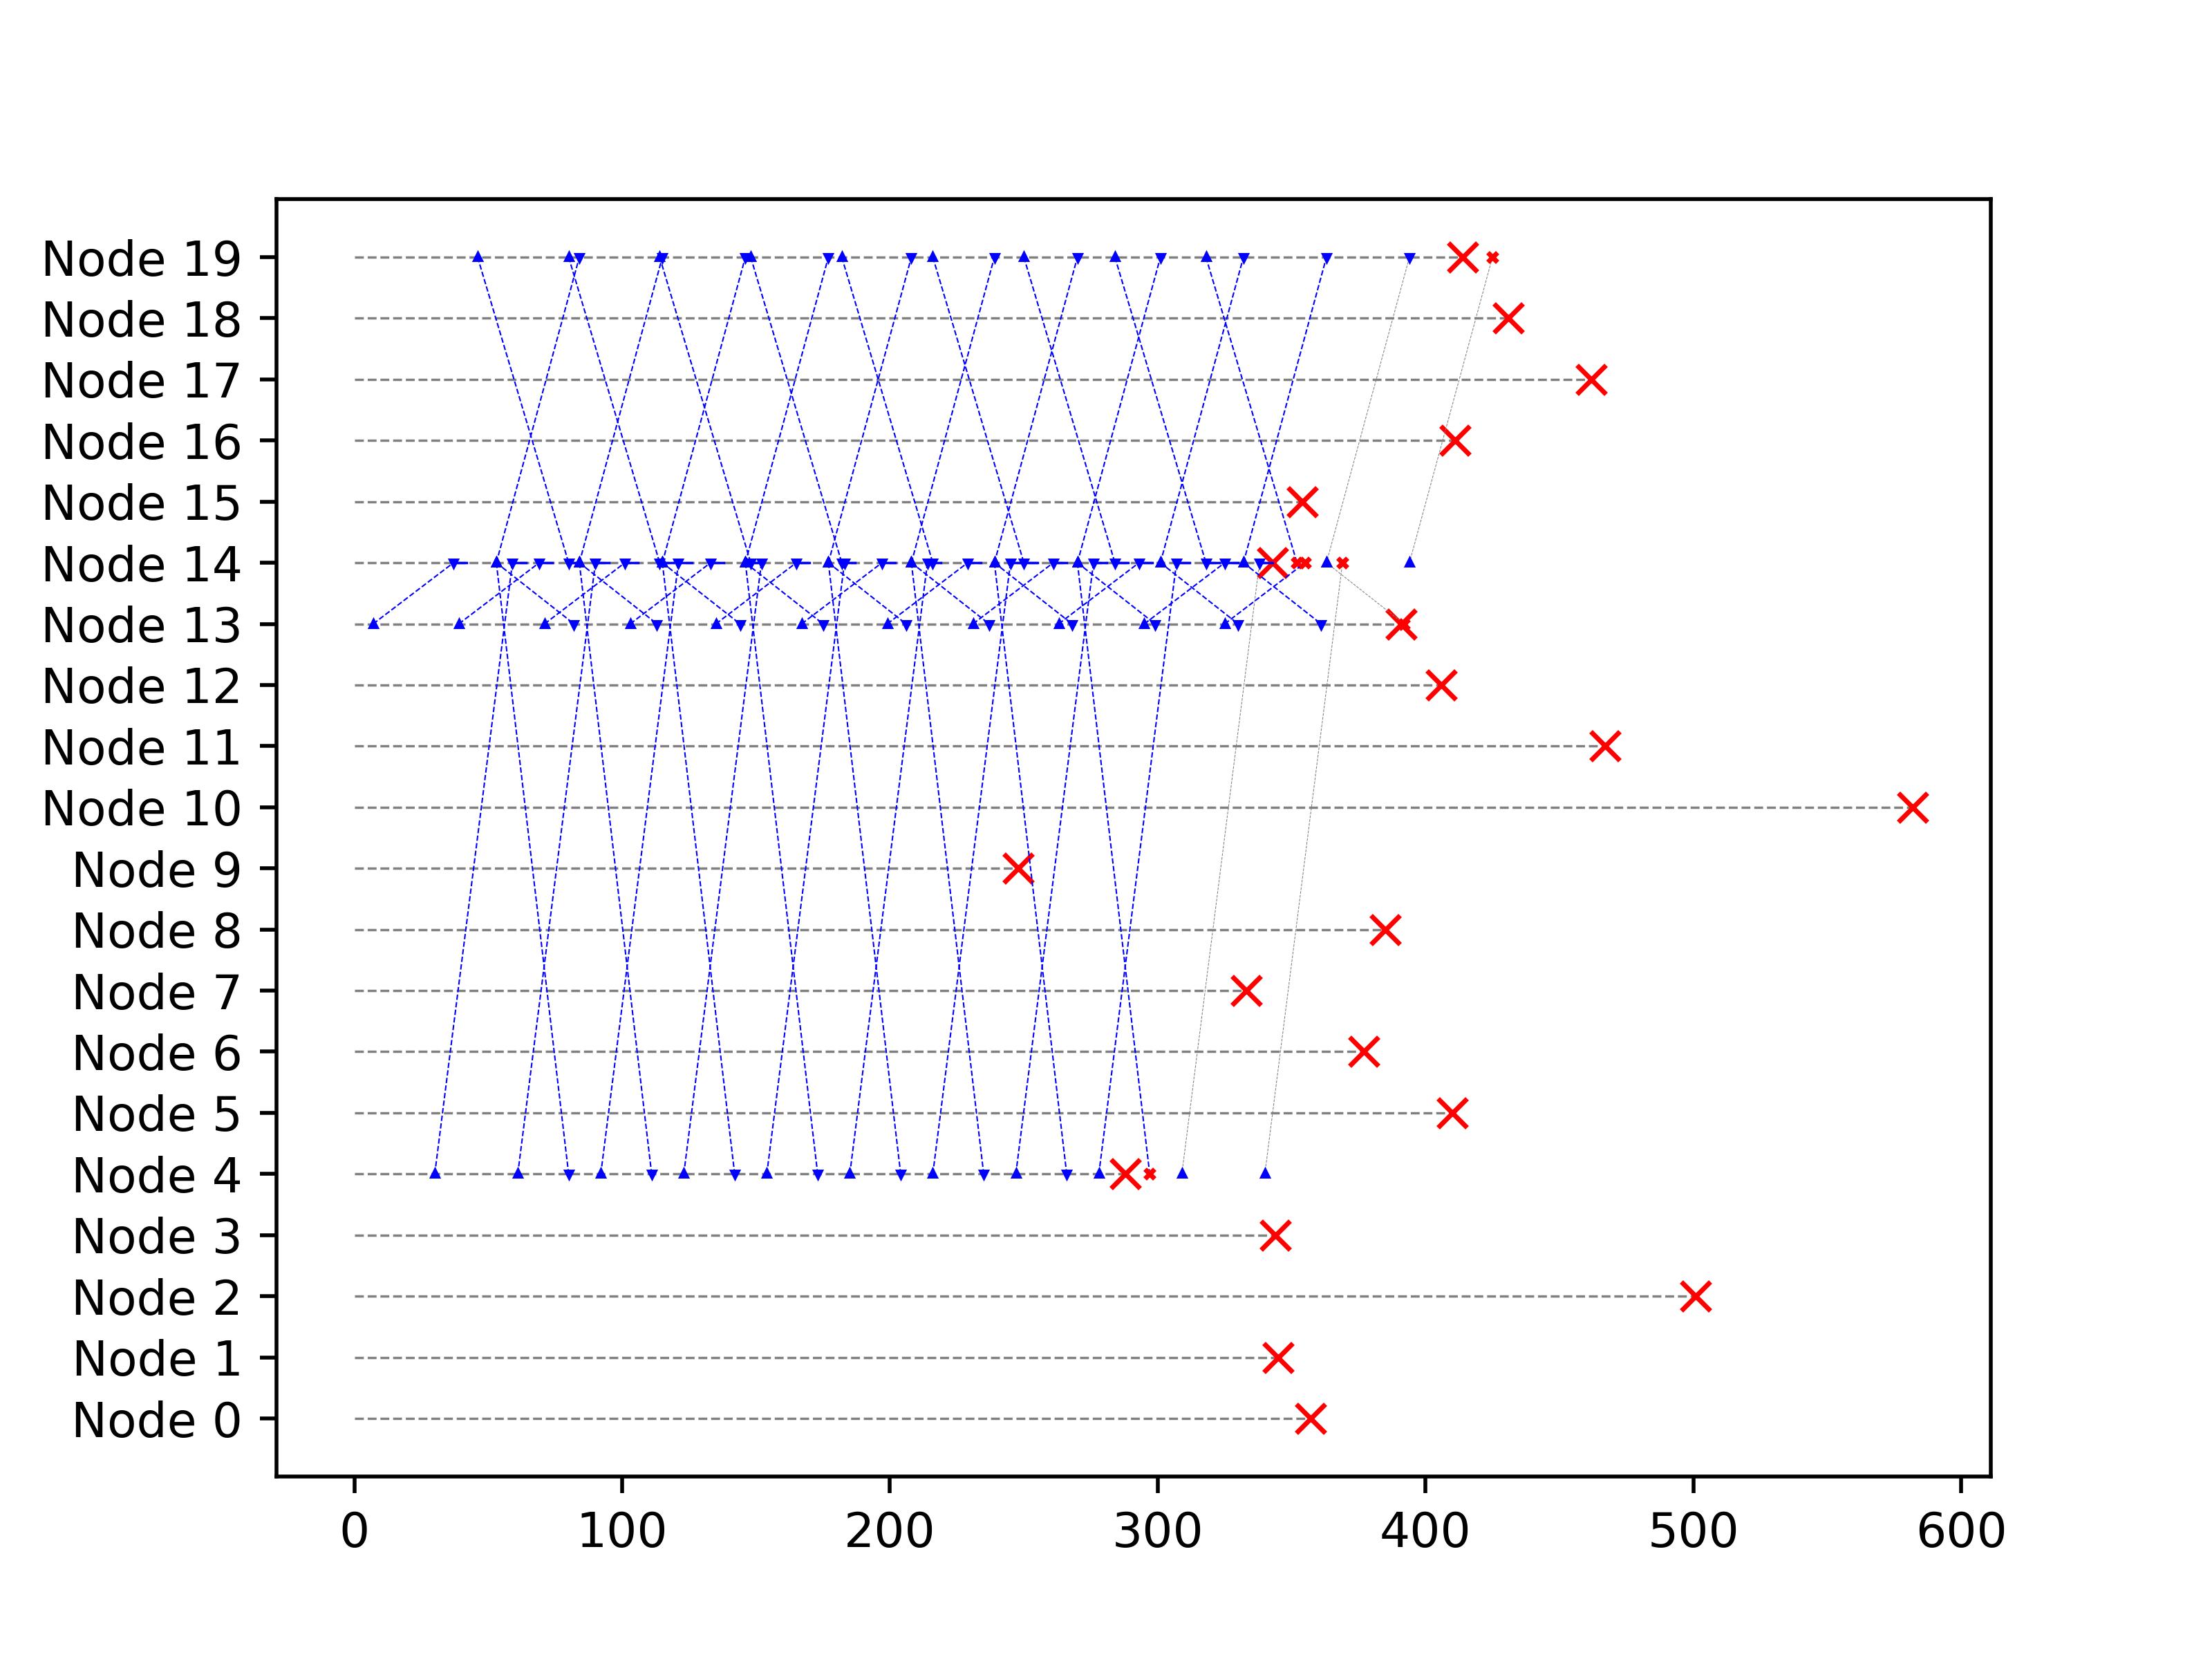 Node 19
Node 18
Node 17
Node 16
Node 15
Node 14
Node 13
Node 12
Node 11
Node 10
Node 9
Node 8
Node 7
Node 6
Node 5
Node 4
Node 3
Node 2
Node 1
Node 0
0 100 200 300 400 500 600